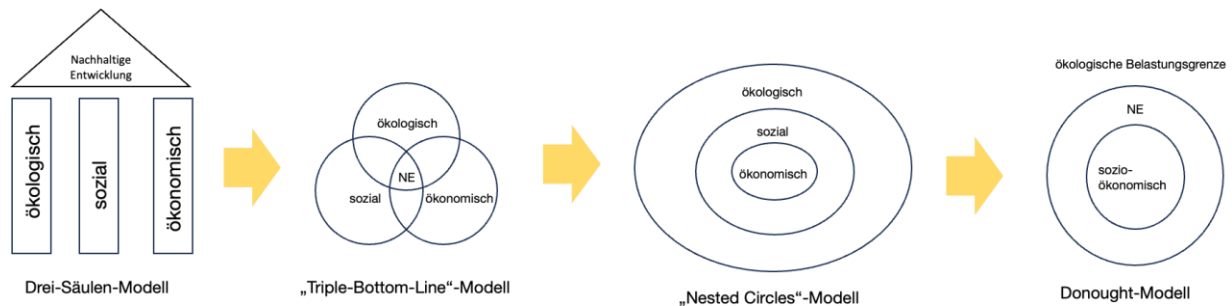 Nachhaltige
Entwicklung
ökologisch
sozial
ökonomisch
Drei-Säulen-Modell
ökologisch
NE
sozial
ökonomisch
„Triple-Bottom-Line“-Modell
ökologisch
sozial
ökonomisch
„Nested Circles“-Modell
ökologische Belastungsgrenze
NE
sozio-
ökonomisch
Donought-Modell